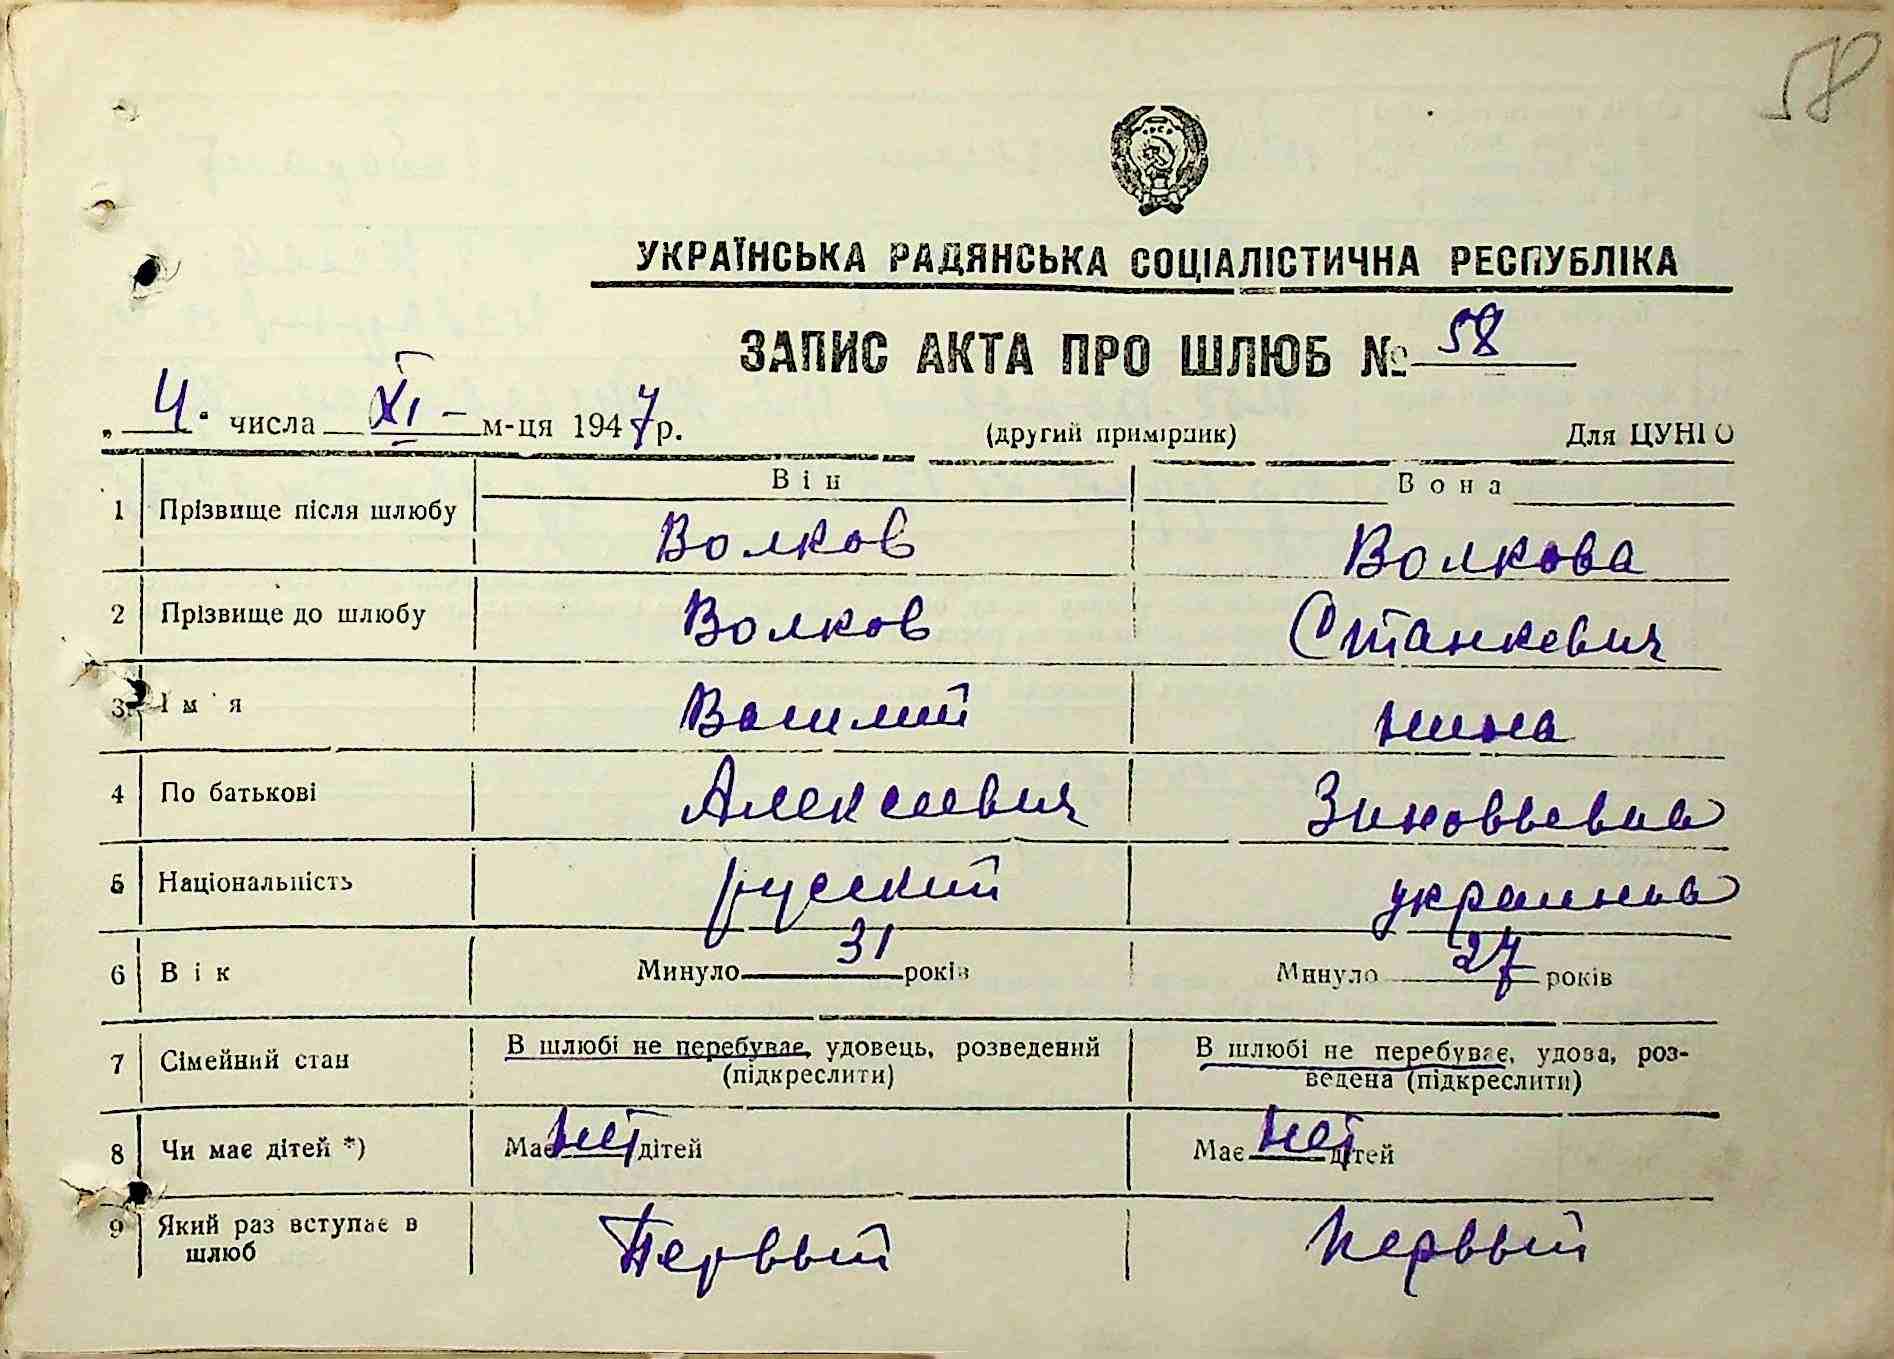 58
УКРАЇНСЬКА РАДЯНСЬКА СОЦІАЛІСТИЧНА РЕСПУБЛІКА
ЗАПИС АКТА ПРО ШЛЮБ № 58
„ 4 " числа XI м-ця 1947 р. (другий примірник) Для ЦУНГО
Він Вона
1 Прізвище після шлюбу Волков Волкова
2 Прізвище до шлюбу Волков Станкевич
3 Ім'я Василий Нина
4 По батькові Алексеевич Зиновьевна
5 Національність русский украинка
6 Вік Минуло 31 років Минуло 27 років
7 Сімейний стан В шлюбі не перебуває, удовець, розведений (підкреслити) В шлюбі не перебуває, удова, роз-
ведена (підкреслити)
8 Чи має дітей *) Має нет дітей Має нет дітей
9 Який раз вступає в шлюб Первый Первый